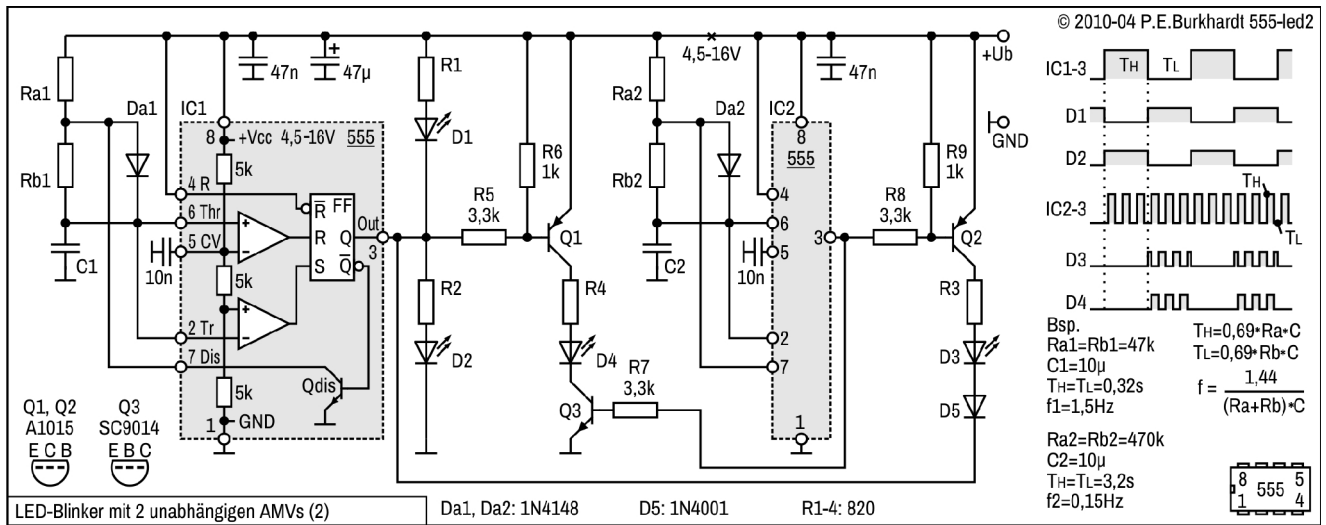 © 2010-04 P.E.Burkhardt 555-led2
+Ub
4,5-16V
47n
47µ
47n
GND
Ra1
Da1
IC1
R1
D1
Rb1
8
+Vcc 4,5-16V 555
5k
4 R
6 Thr
5 CV
10n
C1
5k
+
-
R FF
R Q
S Q
Out
3
+
-
2 Tr
7 Dis
5k
Qdis
1
GND
R2
D2
R5
3,3k
R6
1k
Q1
R4
D4
Q3
R7
3,3k
Ra2
Da2
IC2
Rb2
8
555
4
6
5
10n
C2
3
2
7
1
R8
3,3k
R9
1k
Q2
R3
D3
D5
IC1-3
TH
TL
D1
D2
IC2-3
TH
TL
D3
D4
Bsp.
Ra1=Rb1=47k
C1=10µ
TH=TL=0,32s
f1=1,5Hz
TH=0,69*Ra*C
TL=0,69*Rb*C
f = 1,44
(Ra+Rb)*C
Ra2=Rb2=470k
C2=10µ
TH=TL=3,2s
f2=0,15Hz
8 5
555
1 4
Q1, Q2
A1015
E C B
Q3
SC9014
E B C
LED-Blinker mit 2 unabhängigen AMVs (2)
Da1, Da2: 1N4148
D5: 1N4001
R1-4: 820